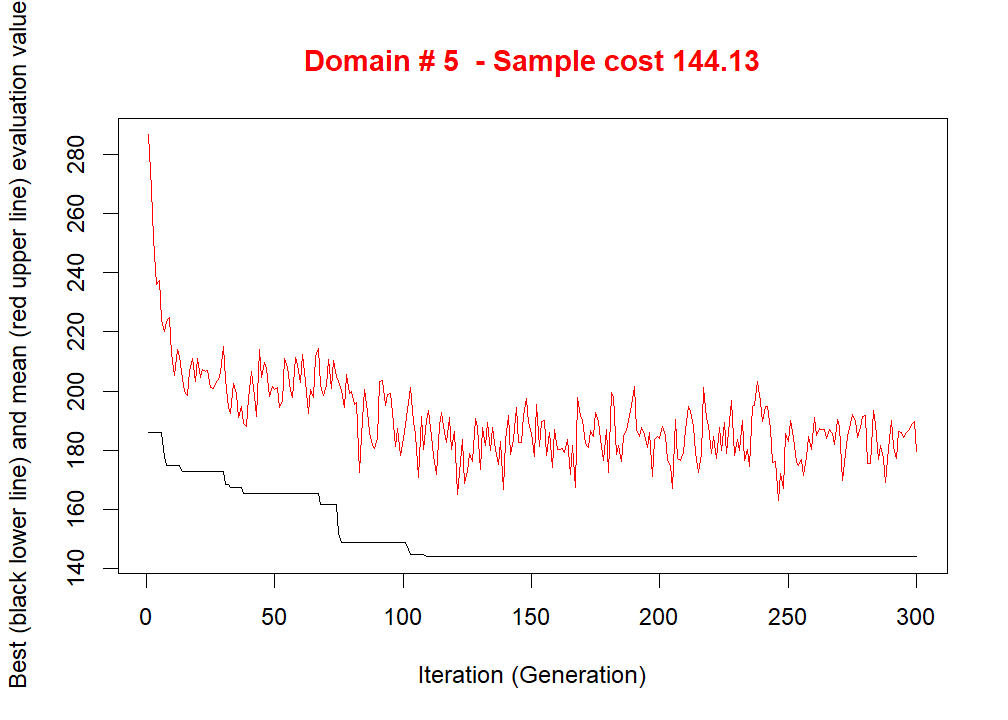 Domain # 5  - Sample cost 144.13
Best (black lower line) and mean (red upper line) evaluation value
280
260
240
220
200
180
160
140
0 50 100 150 200 250 300
Iteration (Generation)